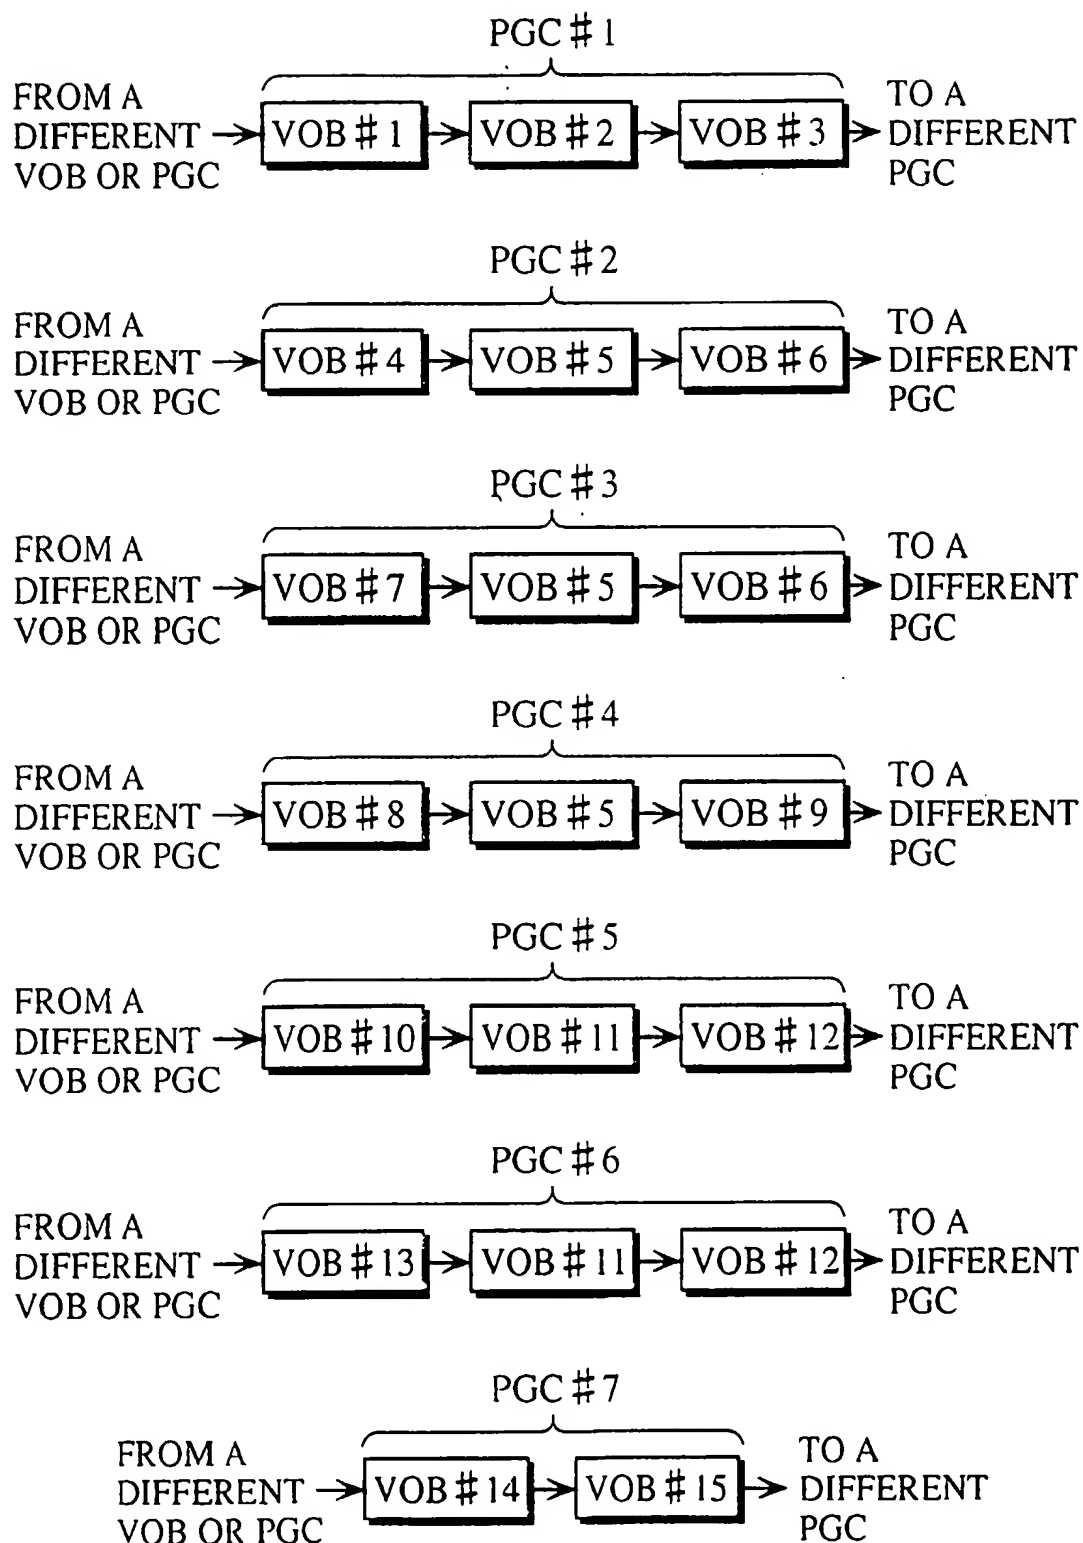 PGC # 1
FROM A
DIFFERENT
VOB OR PGC
VOB # 1
VOB # 2
VOB # 3
TO A
DIFFERENT
PGC
PGC # 2
FROM A
DIFFERENT
VOB OR PGC
VOB # 4
VOB # 5
VOB # 6
TO A
DIFFERENT
PGC
PGC # 3
FROM A
DIFFERENT
VOB OR PGC
VOB # 7
VOB # 5
VOB # 6
TO A
DIFFERENT
PGC
PGC # 4
FROM A
DIFFERENT
VOB OR PGC
VOB # 8
VOB # 5
VOB # 9
TO A
DIFFERENT
PGC
PGC # 5
FROM A
DIFFERENT
VOB OR PGC
VOB # 10
VOB # 11
VOB # 12
TO A
DIFFERENT
PGC
PGC # 6
FROM A
DIFFERENT
VOB OR PGC
VOB # 13
VOB # 11
VOB # 12
TO A
DIFFERENT
PGC
PGC # 7
FROM A
DIFFERENT
VOB OR PGC
VOB # 14
VOB # 15
TO A
DIFFERENT
PGC